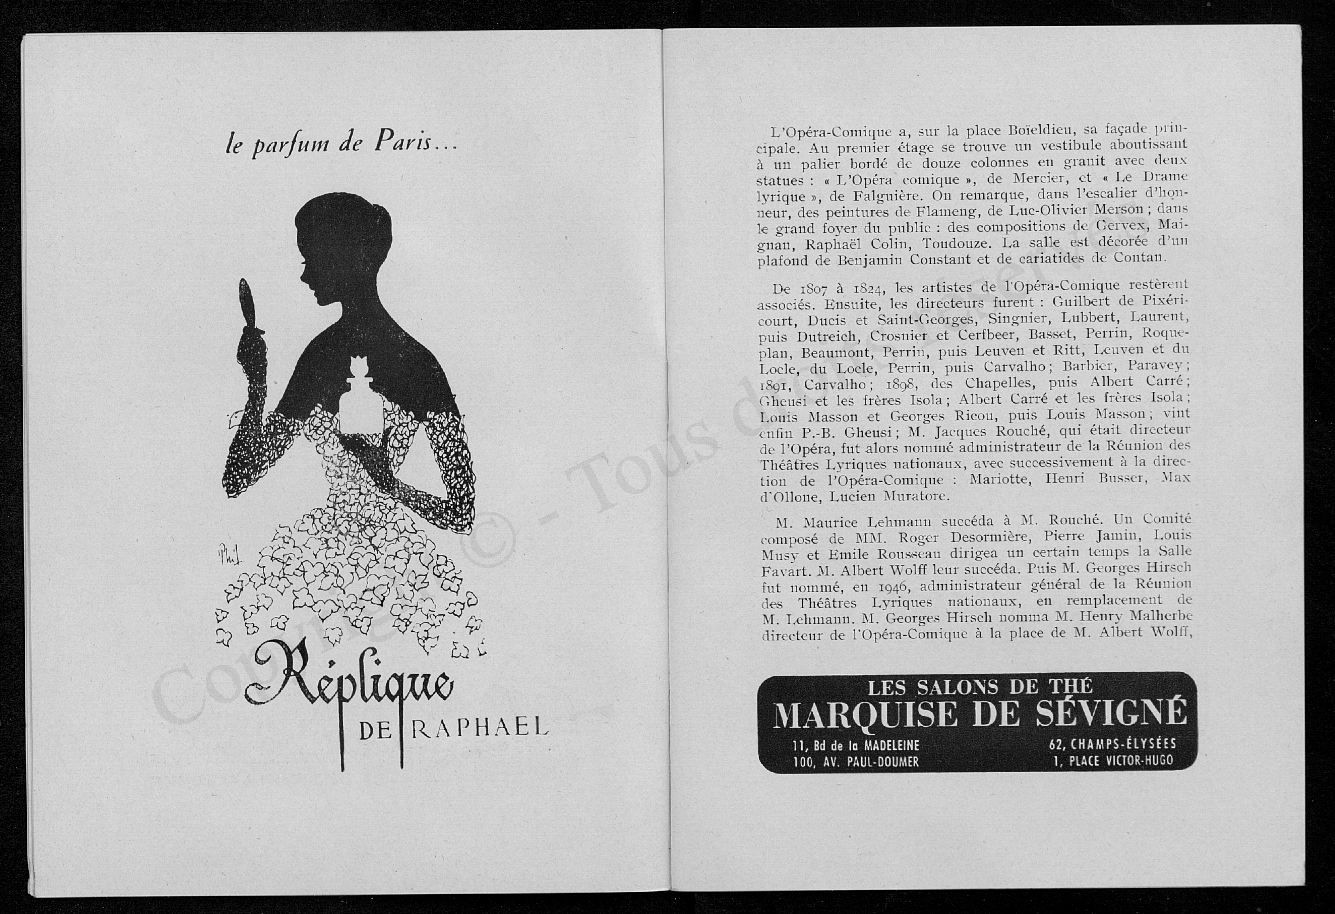 le parfum de Paris...
Phil.
Réplique
DE RAPHAEL
L'Opéra-Comique a, sur la place Boïeldieu, sa façade prin-
cipale. Au premier étage se trouve un vestibule aboutissant
à un palier bordé de douze colonnes en granit avec deux
statues : « L'Opéra comique », de Mercier, et « Le Drame
lyrique », de Falguière. On remarque, dans l'escalier d'hon-
neur, des peintures de Flameng, de Luc-Olivier Merson ; dans
le grand foyer du public : des compositions de Gervex, Mai-
gnan, Raphaël Colin, Toudouze. La salle est décorée d'un
plafond de Benjamin Constant et de cariatides de Coutan.
De 1807 à 1824, les artistes de l'Opéra-Comique restèrent
associés. Ensuite, les directeurs furent : Guilbert de Pixéri-
court, Ducis et Saint-Georges, Singnier, Lubbert, Laurent,
puis Dutreich, Crosnier et Cerfbeer, Basset, Perrin, Roque-
plan, Beaumont, Perrin, puis Leuven et Ritt, Leuven et du
Locle, du Locle, Perrin, puis Carvalho ; Barbier, Paravey ;
1891, Carvalho ; 1898, des Chapelles, puis Albert Carré ;
Gheusi et les frères Isola ; Albert Carré et les frères Isola ;
Louis Masson et Georges Ricou, puis Louis Masson ; vint
enfin P.-B. Gheusi ; M. Jacques Rouché, qui était directeur
de l'Opéra, fut alors nommé administrateur de la Réunion des
Théâtres Lyriques nationaux, avec successivement à la direc-
tion de l'Opéra-Comique : Mariotte, Henri Busser, Max
d'Ollone, Lucien Muratore.
M. Maurice Lehmann succéda à M. Rouché. Un Comité
composé de MM. Roger Desormière, Pierre Jamin, Louis
Musy et Emile Rousseau dirigea un certain temps la Salle
Favart. M. Albert Wolff leur succéda. Puis M. Georges Hirsch
fut nommé, en 1946, administrateur général de la Réunion
des Théâtres Lyriques nationaux, en remplacement de
M. Lehmann. M. Georges Hirsch nomma M. Henry Malherbe
directeur de l'Opéra-Comique à la place de M. Albert Wolff,
LES SALONS DE THÉ
MARQUISE DE SÉVIGNÉ
11, Bd de la MADELEINE
62, CHAMPS-ÉLYSÉES
100, AV. PAUL-DOUMER
1, PLACE VICTOR-HUGO